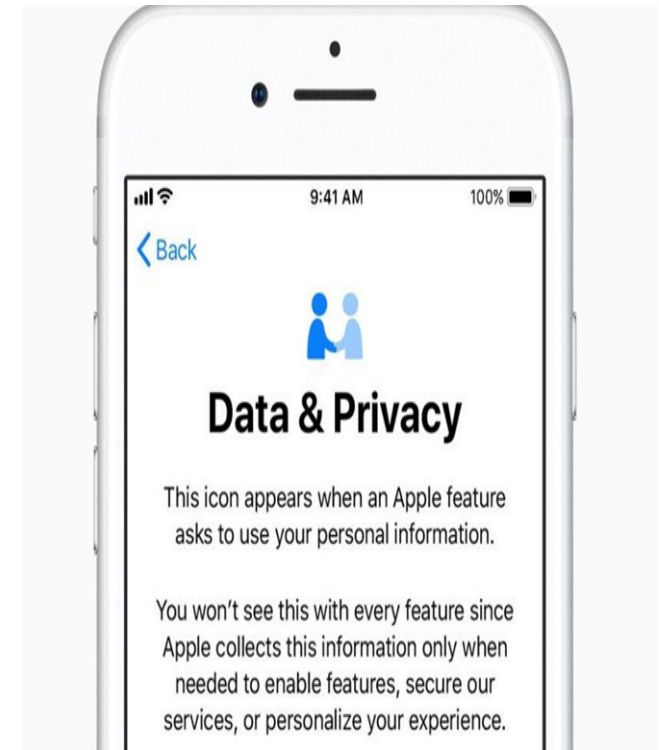 9:41 AM
100%
Back
Data & Privacy
This icon appears when an Apple feature
asks to use your personal information.
You won't see this with every feature since
Apple collects this information only when
needed to enable features, secure our
services, or personalize your experience.